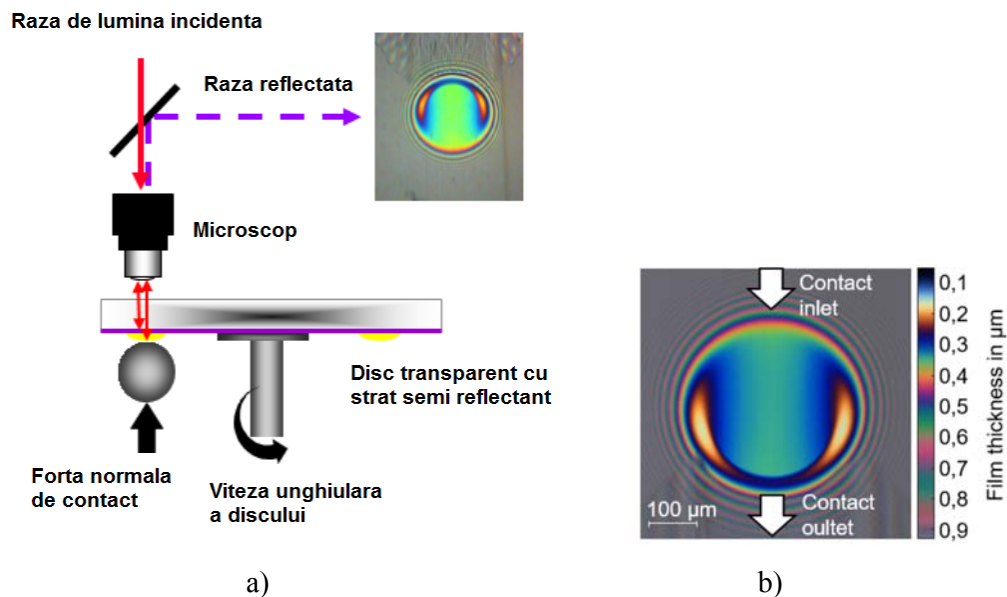 Raza de lumina incidenta
Raza reflectata
Microscop
Disc transparent cu
strat semi reflectant
Forta normala
de contact
Viteza unghiulara
a discului
a)
Contact
inlet
100 µm
Contact
oultet
0,1
0,2
0,3
0,4
0,5
0,6
0,7
0,8
0,9
Film thickness in µm
b)